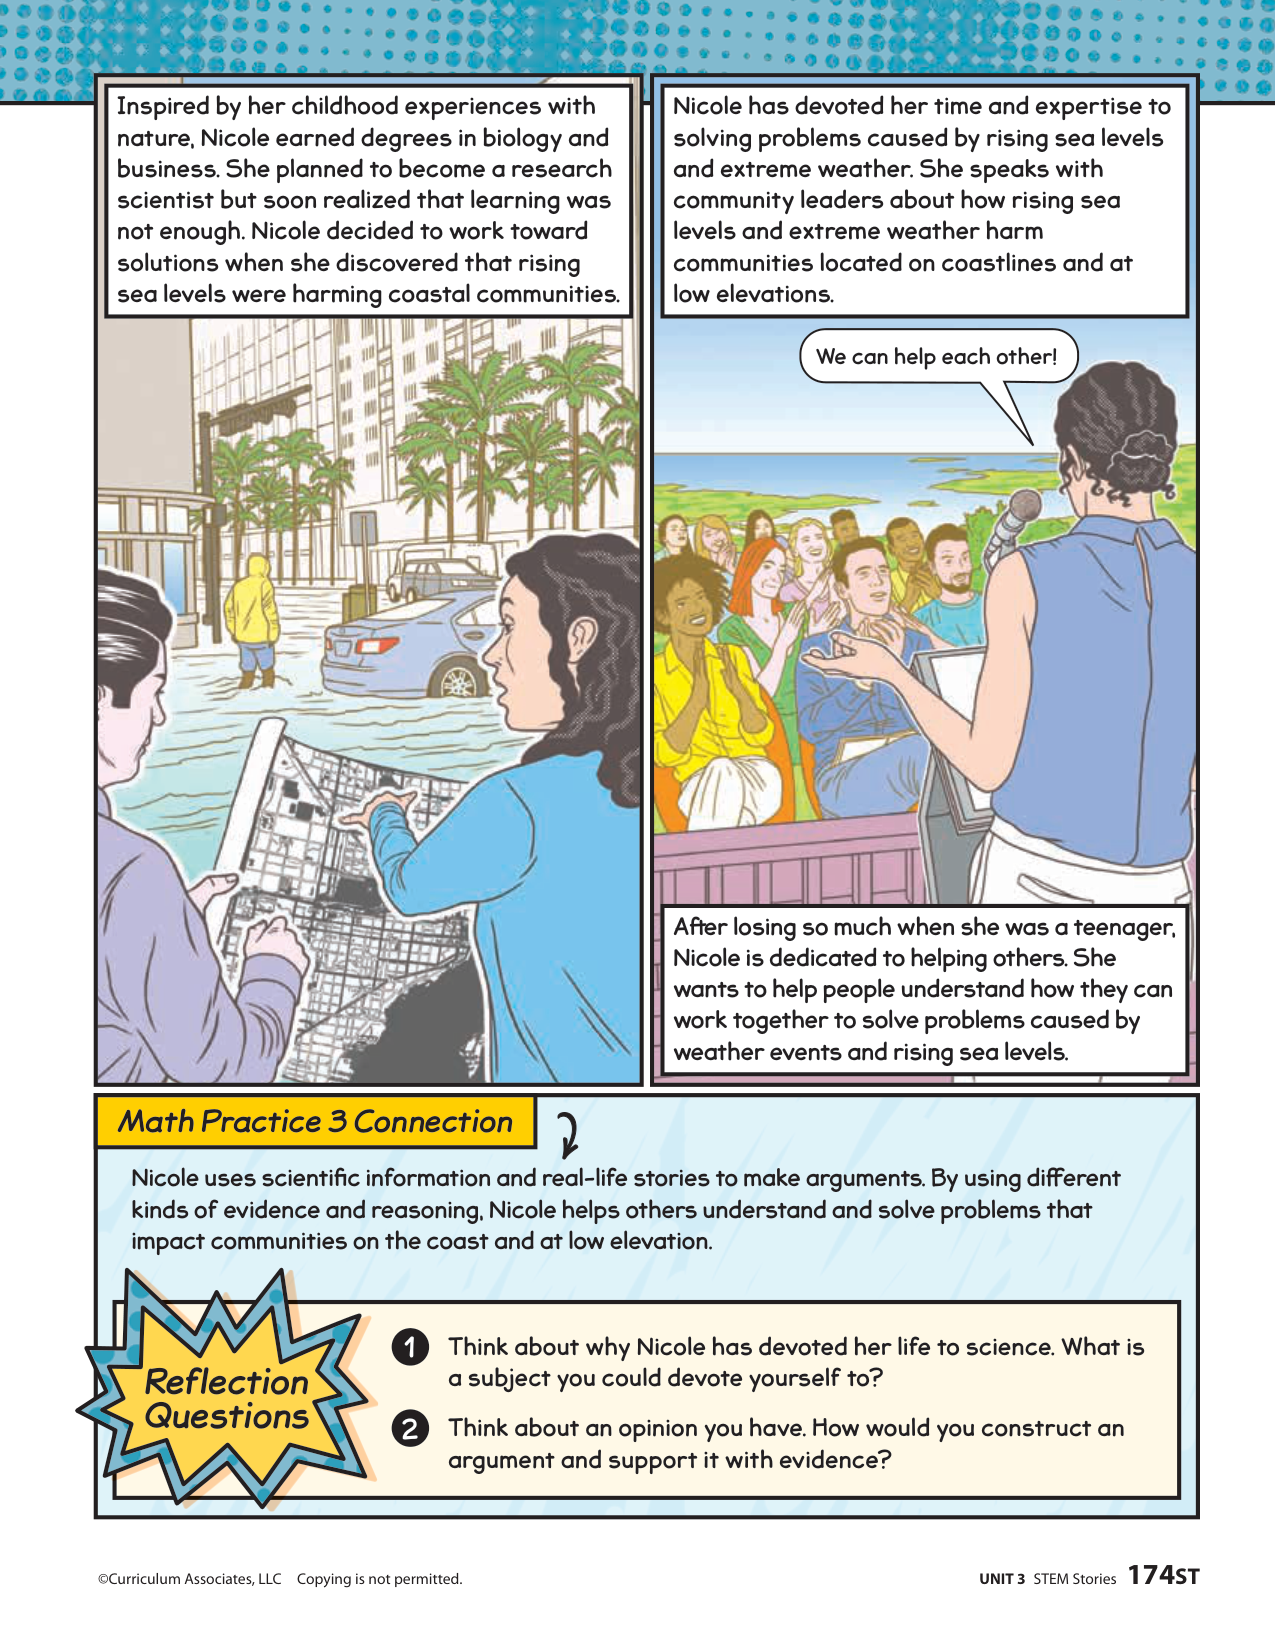 Inspired by her childhood experiences with
nature, Nicole earned degrees in biology and
business. She planned to become a research
scientist but soon realized that learning was
not enough. Nicole decided to work toward
solutions when she discovered that rising
sea levels were harming coastal communities.
Nicole has devoted her time and expertise to
solving problems caused by rising sea levels
and extreme weather. She speaks with
community leaders about how rising sea
levels and extreme weather harm
communities located on coastlines and at
low elevations.
We can help each other!
After losing so much when she was a teenager,
Nicole is dedicated to helping others. She
wants to help people understand how they can
work together to solve problems caused by
weather events and rising sea levels.
Math Practice 3 Connection
Nicole uses scientific information and real-life stories to make arguments. By using different
kinds of evidence and reasoning, Nicole helps others understand and solve problems that
impact communities on the coast and at low elevation.
Reflection
Questions
1 Think about why Nicole has devoted her life to science. What is
a subject you could devote yourself to?
2 Think about an opinion you have. How would you construct an
argument and support it with evidence?
©Curriculum Associates, LLC Copying is not permitted.
UNIT 3 STEM Stories 174ST